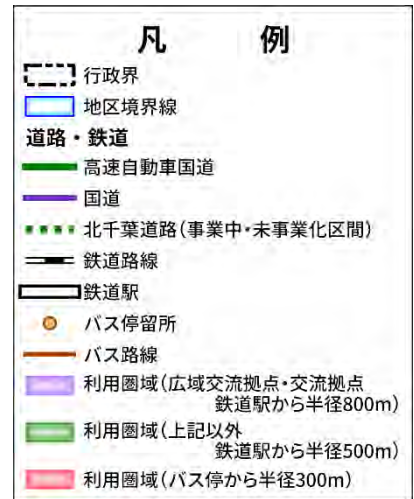 凡 例
行政界
地区境界線
道路・鉄道
高速自動車国道
国道
北千葉道路(事業中・未事業化区間)
鉄道路線
鉄道駅
バス停留所
バス路線
利用圏域(広域交流拠点・交流拠点
鉄道駅から半径800m)
利用圏域(上記以外
鉄道駅から半径500m)
利用圏域(バス停から半径300m)